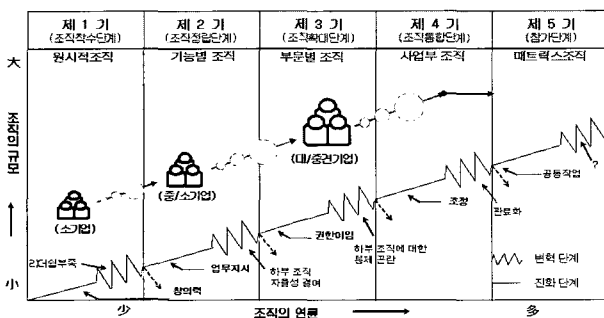 제 1 기
(조직착수단계)
제 2 기
(조직정립단계)
제 3 기
(조직확대단계)
제 4 기
(조직통합단계)
제 5 기
(참가단계)
원시적조직
기능별 조직
부문별 조직
사업부 조직
매트릭스조직
大
조직의 규모
小
(소기업)
(중/소기업)
(대/중견기업)
리더쉽부족
창의력
업무지시
하부 조직
자율성 결여
권한이임
하부 조직에 대한
통제 곤란
조정
관료화
공동작업
?
변혁 단계
진화 단계
少
조직의 연륜
多